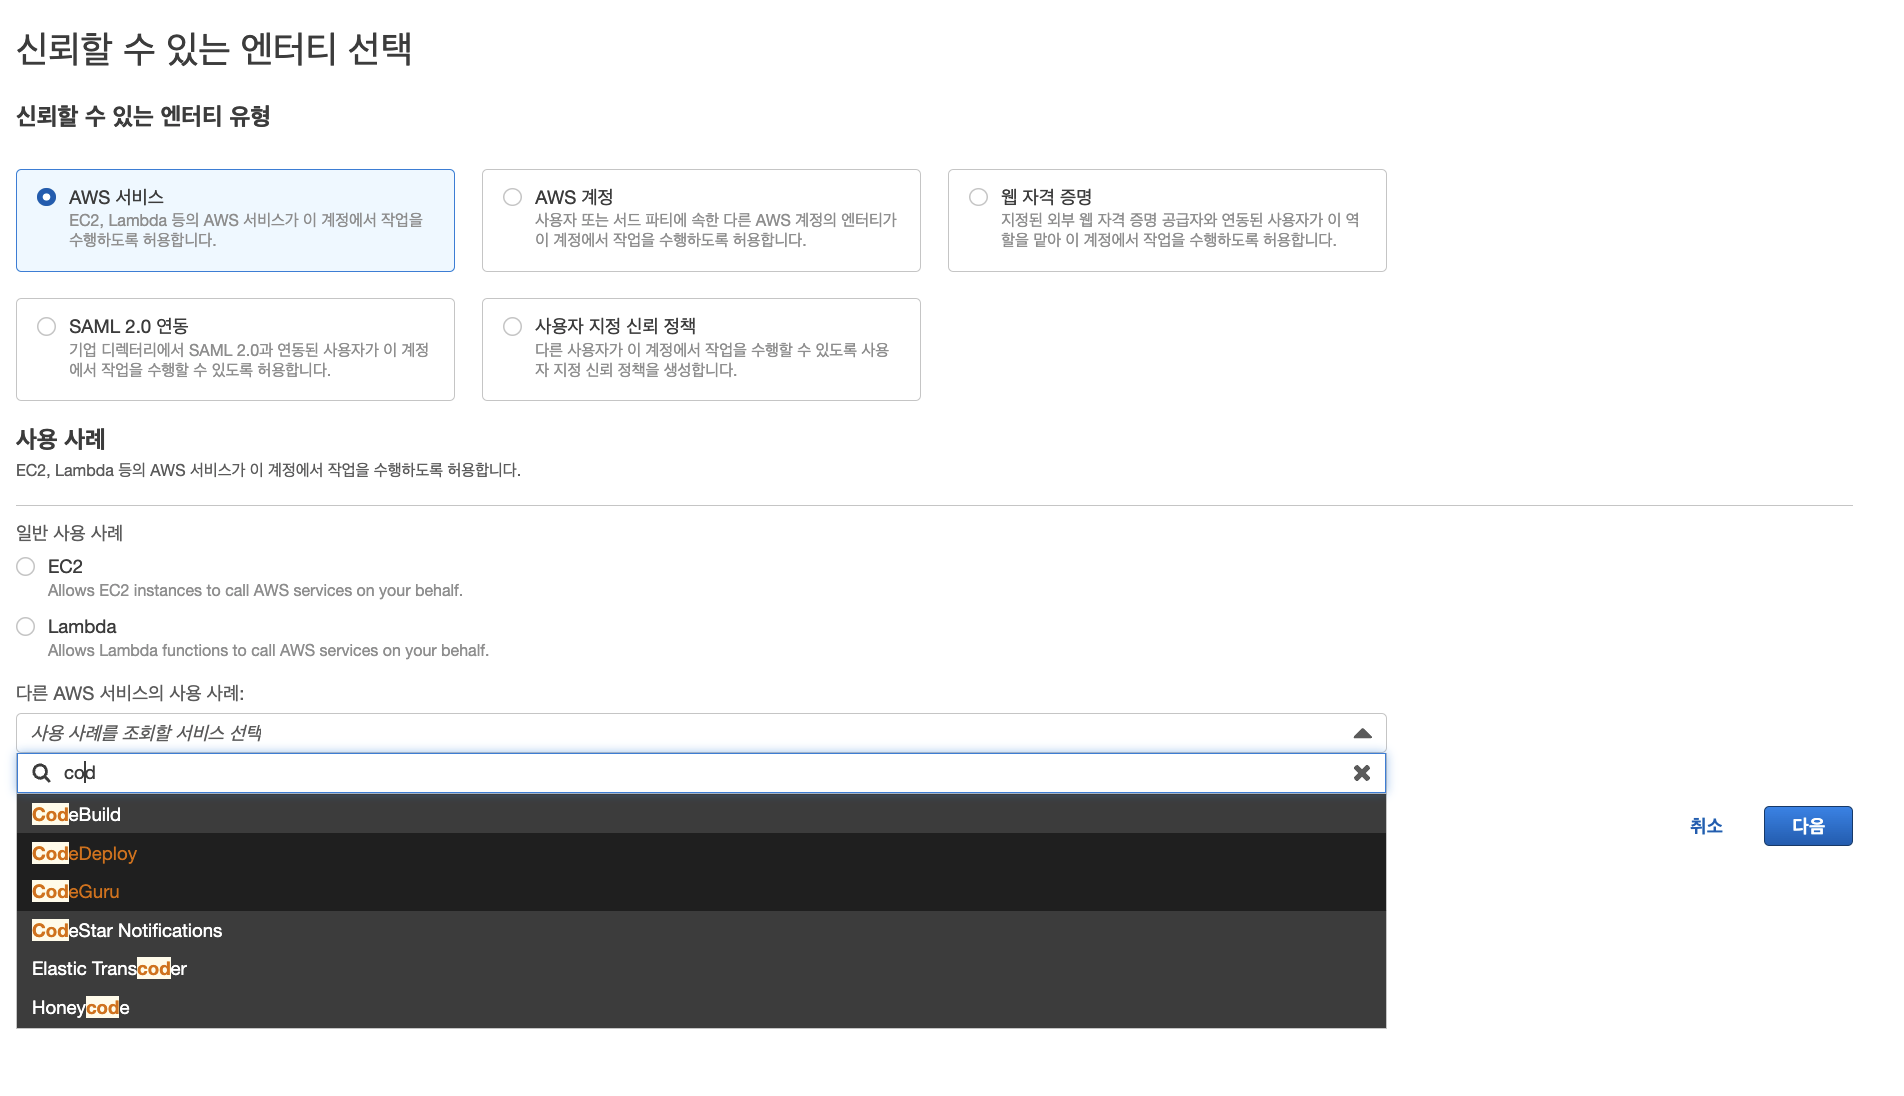 신뢰할 수 있는 엔터티 선택
신뢰할 수 있는 엔터티 유형
AWS 서비스
EC2, Lambda 등의 AWS 서비스가 이 계정에서 작업을
수행하도록 허용합니다.
AWS 계정
사용자 또는 서드 파티에 속한 다른 AWS 계정의 엔터티가
이 계정에서 작업을 수행하도록 허용합니다.
웹 자격 증명
지정된 외부 웹 자격 증명 공급자와 연동된 사용자가 이 역
할을 맡아 이 계정에서 작업을 수행하도록 허용합니다.
SAML 2.0 연동
기업 디렉터리에서 SAML 2.0과 연동된 사용자가 이 계정
에서 작업을 수행할 수 있도록 허용합니다.
사용자 지정 신뢰 정책
다른 사용자가 이 계정에서 작업을 수행할 수 있도록 사용
자 지정 신뢰 정책을 생성합니다.
사용 사례
EC2, Lambda 등의 AWS 서비스가 이 계정에서 작업을 수행하도록 허용합니다.
일반 사용 사례
EC2
Allows EC2 instances to call AWS services on your behalf.
Lambda
Allows Lambda functions to call AWS services on your behalf.
다른 AWS 서비스의 사용 사례:
사용 사례를 조회할 서비스 선택
cod
CodeBuild
CodeDeploy
CodeGuru
CodeStar Notifications
Elastic Transcoder
Honeycode
취소
다음